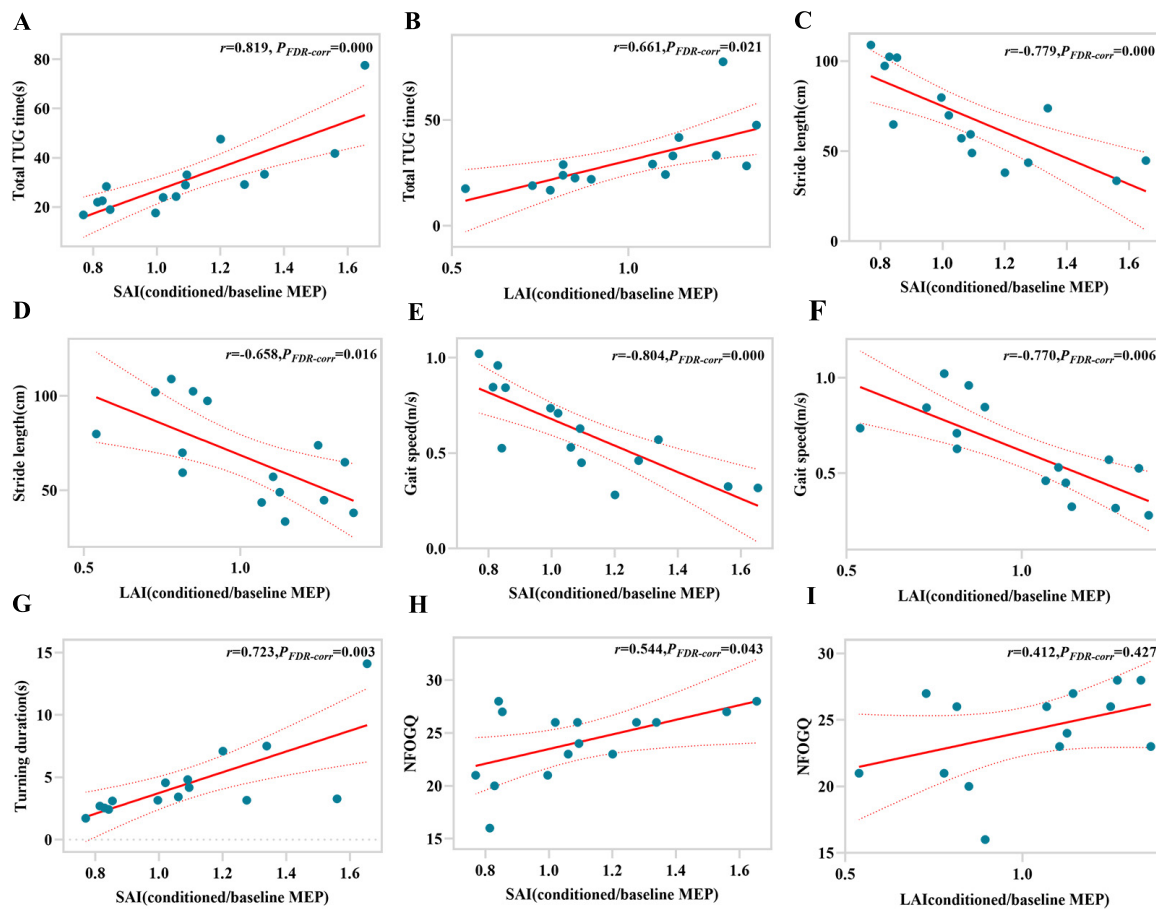 A
r=0.819, P_FDR-corr=0.000
Total TUG time(s)
80
60
40
20
0.8 1.0 1.2 1.4 1.6
SAI(conditioned/baseline MEP)
B
r=0.661,P_FDR-corr=0.021
Total TUG time(s)
50
0
0.5 1.0
LAI(conditioned/baseline MEP)
C
r=-0.779,P_FDR-corr=0.000
Stride length(cm)
100
50
0
0.8 1.0 1.2 1.4 1.6
SAI(conditioned/baseline MEP)
D
r=-0.658,P_FDR-corr=0.016
Stride length(cm)
100
50
0.5 1.0
LAI(conditioned/baseline MEP)
E
r=-0.804,P_FDR-corr=0.000
Gait speed(m/s)
1.0
0.5
0.0
0.8 1.0 1.2 1.4 1.6
SAI(conditioned/baseline MEP)
F
r=-0.770,P_FDR-corr=0.006
Gait speed(m/s)
1.0
0.5
0.5 1.0
LAI(conditioned/baseline MEP)
G
r=0.723,P_FDR-corr=0.003
Turning duration(s)
15
10
5
0
0.8 1.0 1.2 1.4 1.6
SAI(conditioned/baseline MEP)
H
r=0.544,P_FDR-corr=0.043
NFOGQ
30
25
20
15
0.8 1.0 1.2 1.4 1.6
SAI(conditioned/baseline MEP)
I
r=0.412,P_FDR-corr=0.427
NFOGQ
30
25
20
15
0.5 1.0
LAIconditioned/baseline MEP)